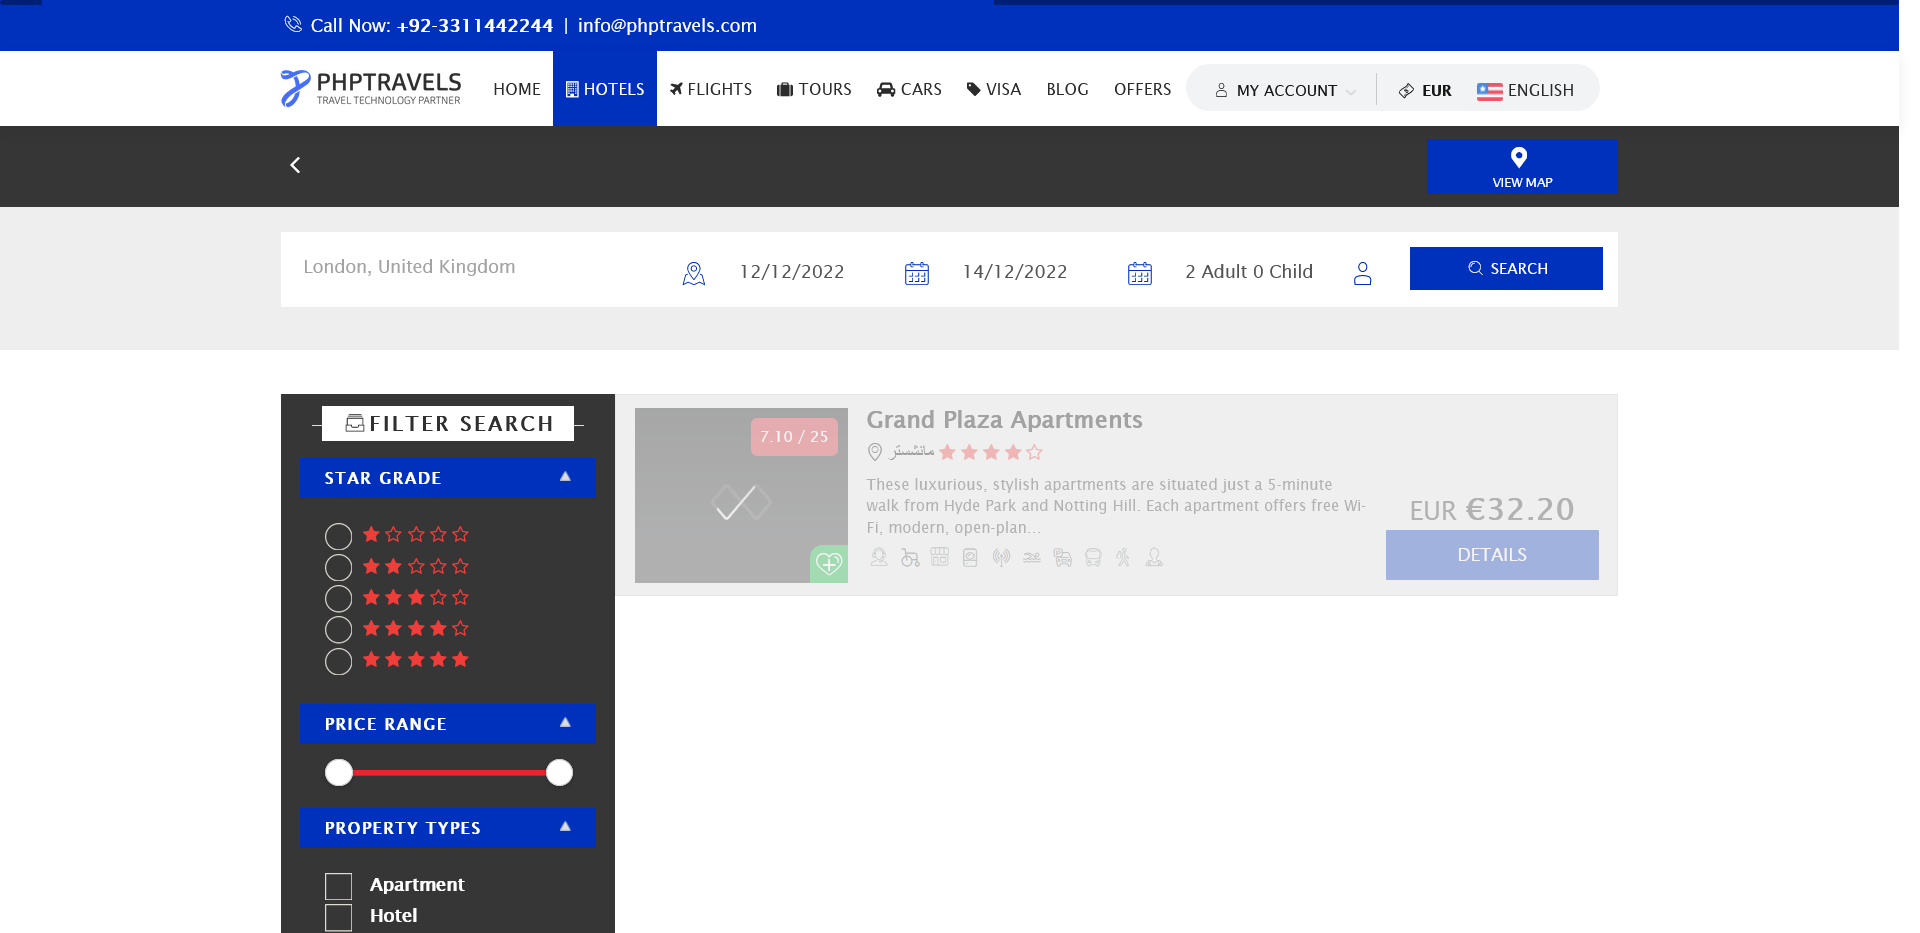 Call Now: +92-3311442244 | info@phptravels.com
PHPTRAVELS
TRAVEL TECHNOLOGY PARTNER
HOME HOTELS FLIGHTS TOURS CARS VISA BLOG OFFERS MY ACCOUNT EUR ENGLISH
VIEW MAP
London, United Kingdom 12/12/2022 14/12/2022 2 Adult 0 Child SEARCH
FILTER SEARCH
STAR GRADE
PRICE RANGE
PROPERTY TYPES
Apartment
Hotel
7.10 / 25
Grand Plaza Apartments
مانشستر
These luxurious, stylish apartments are situated just a 5-minute
walk from Hyde Park and Notting Hill. Each apartment offers free Wi-
Fi, modern, open-plan...
EUR €32.20
DETAILS